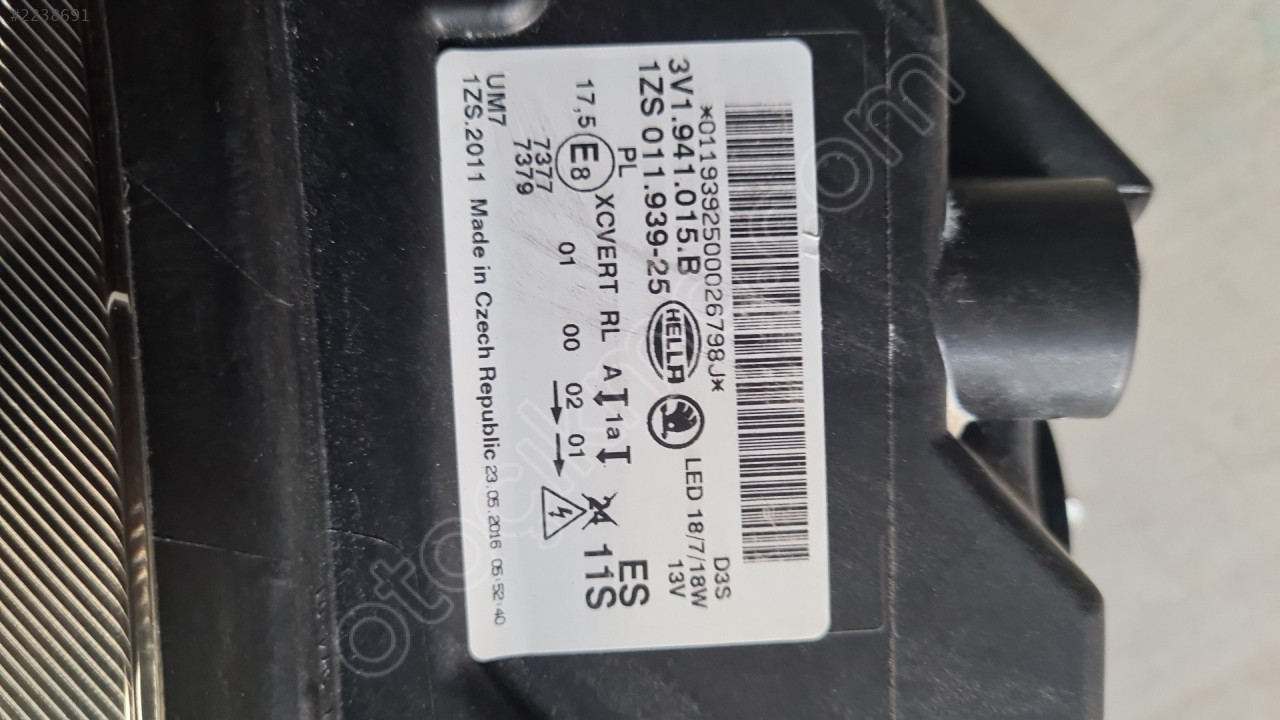 #2238691
*01193925000026798J*
D3S
3V1.941.015.B
LED 18/7/18W
1ZS 011.939-25
HELLA
13V
PL
ES
17,5 E8 XCVERT RL A 1a 24 11S
7377 01 00 02 01
7379
UM7
1ZS.2011 Made in Czech Republic 23.05.2016 05:52:40
otocikma.com